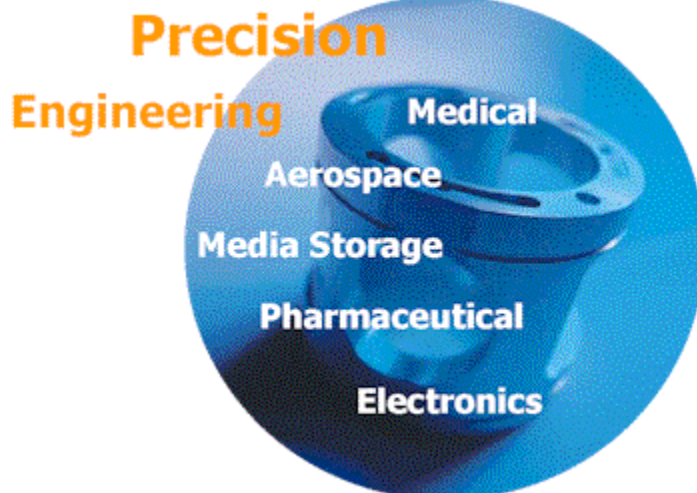 Precision
Engineering
Medical
Aerospace
Media Storage
Pharmaceutical
Electronics